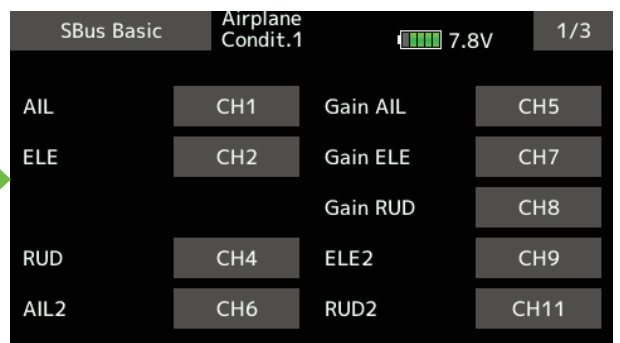 SBus Basic
Airplane
Condit.1
7.8V
1/3
AIL CH1 Gain AIL CH5
ELE CH2 Gain ELE CH7
Gain RUD CH8
RUD CH4 ELE2 CH9
AIL2 CH6 RUD2 CH11